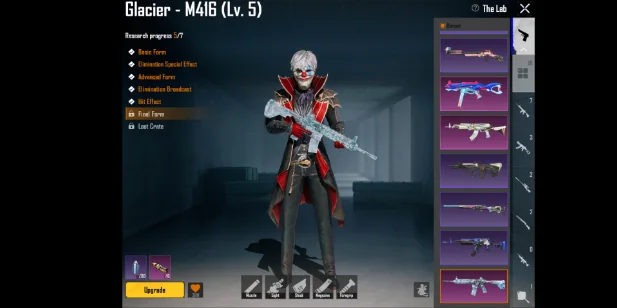 Glacier - M416 (Lv. 5)
The Lab
Research progress 5/7
Basic Form
Elimination Special Effect
Advanced Form
Elimination Broadcast
Hit Effect
Final Form
Loot Crate
Upgrade
Muzzle
Sight
Stock
Magazine
Foregrip